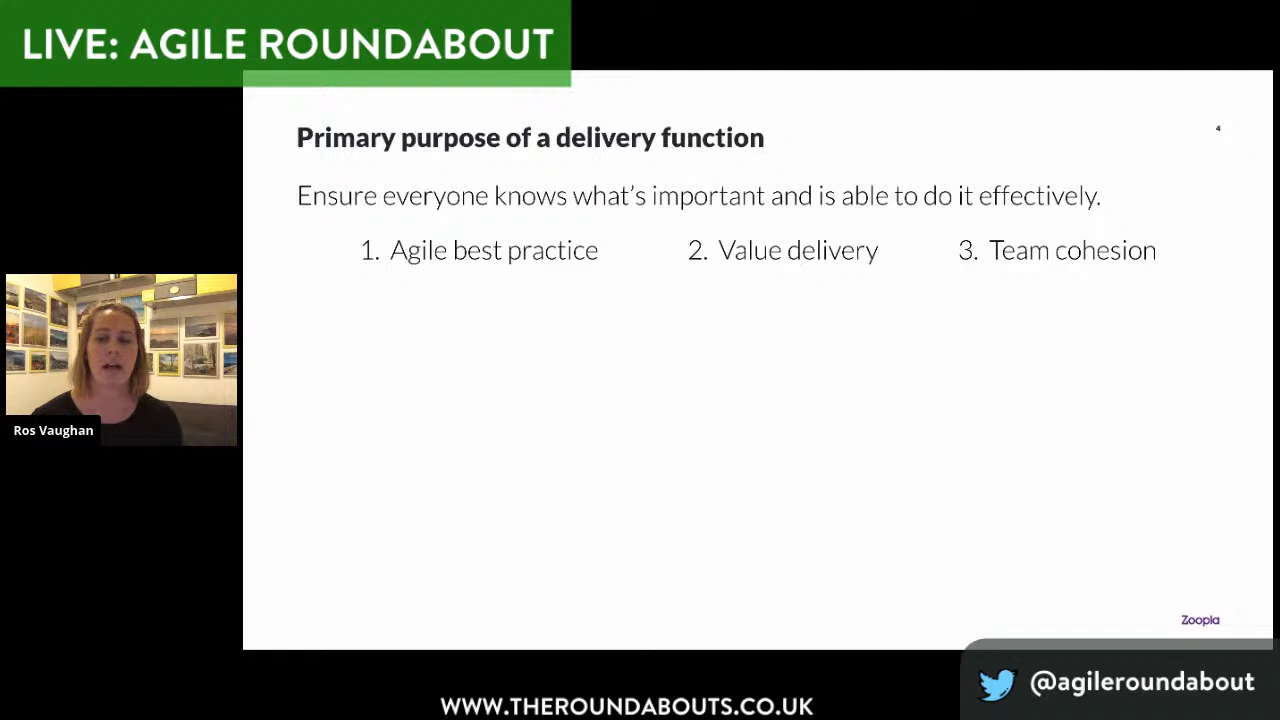 LIVE: AGILE ROUNDABOUT
Primary purpose of a delivery function
4
Ensure everyone knows what's important and is able to do it effectively.
1. Agile best practice 2. Value delivery 3. Team cohesion
Ros Vaughan
Zoopla
@agileroundabout
WWW.THEROUNDABOUTS.CO.UK